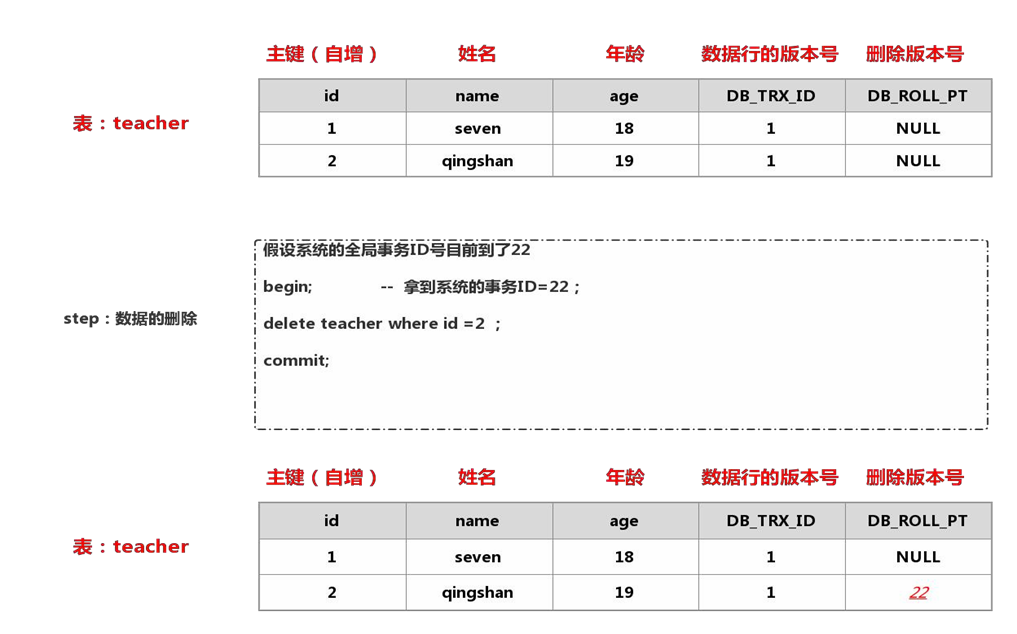 主键（自增） 姓名 年龄 数据行的版本号 删除版本号
id name age DB_TRX_ID DB_ROLL_PT
表：teacher
1 seven 18 1 NULL
2 qingshan 19 1 NULL
假设系统的全局事务ID号目前到了22
begin; -- 拿到系统的事务ID=22；
step：数据的删除
delete teacher where id =2 ；
commit;
主键（自增） 姓名 年龄 数据行的版本号 删除版本号
id name age DB_TRX_ID DB_ROLL_PT
表：teacher
1 seven 18 1 NULL
2 qingshan 19 1 22